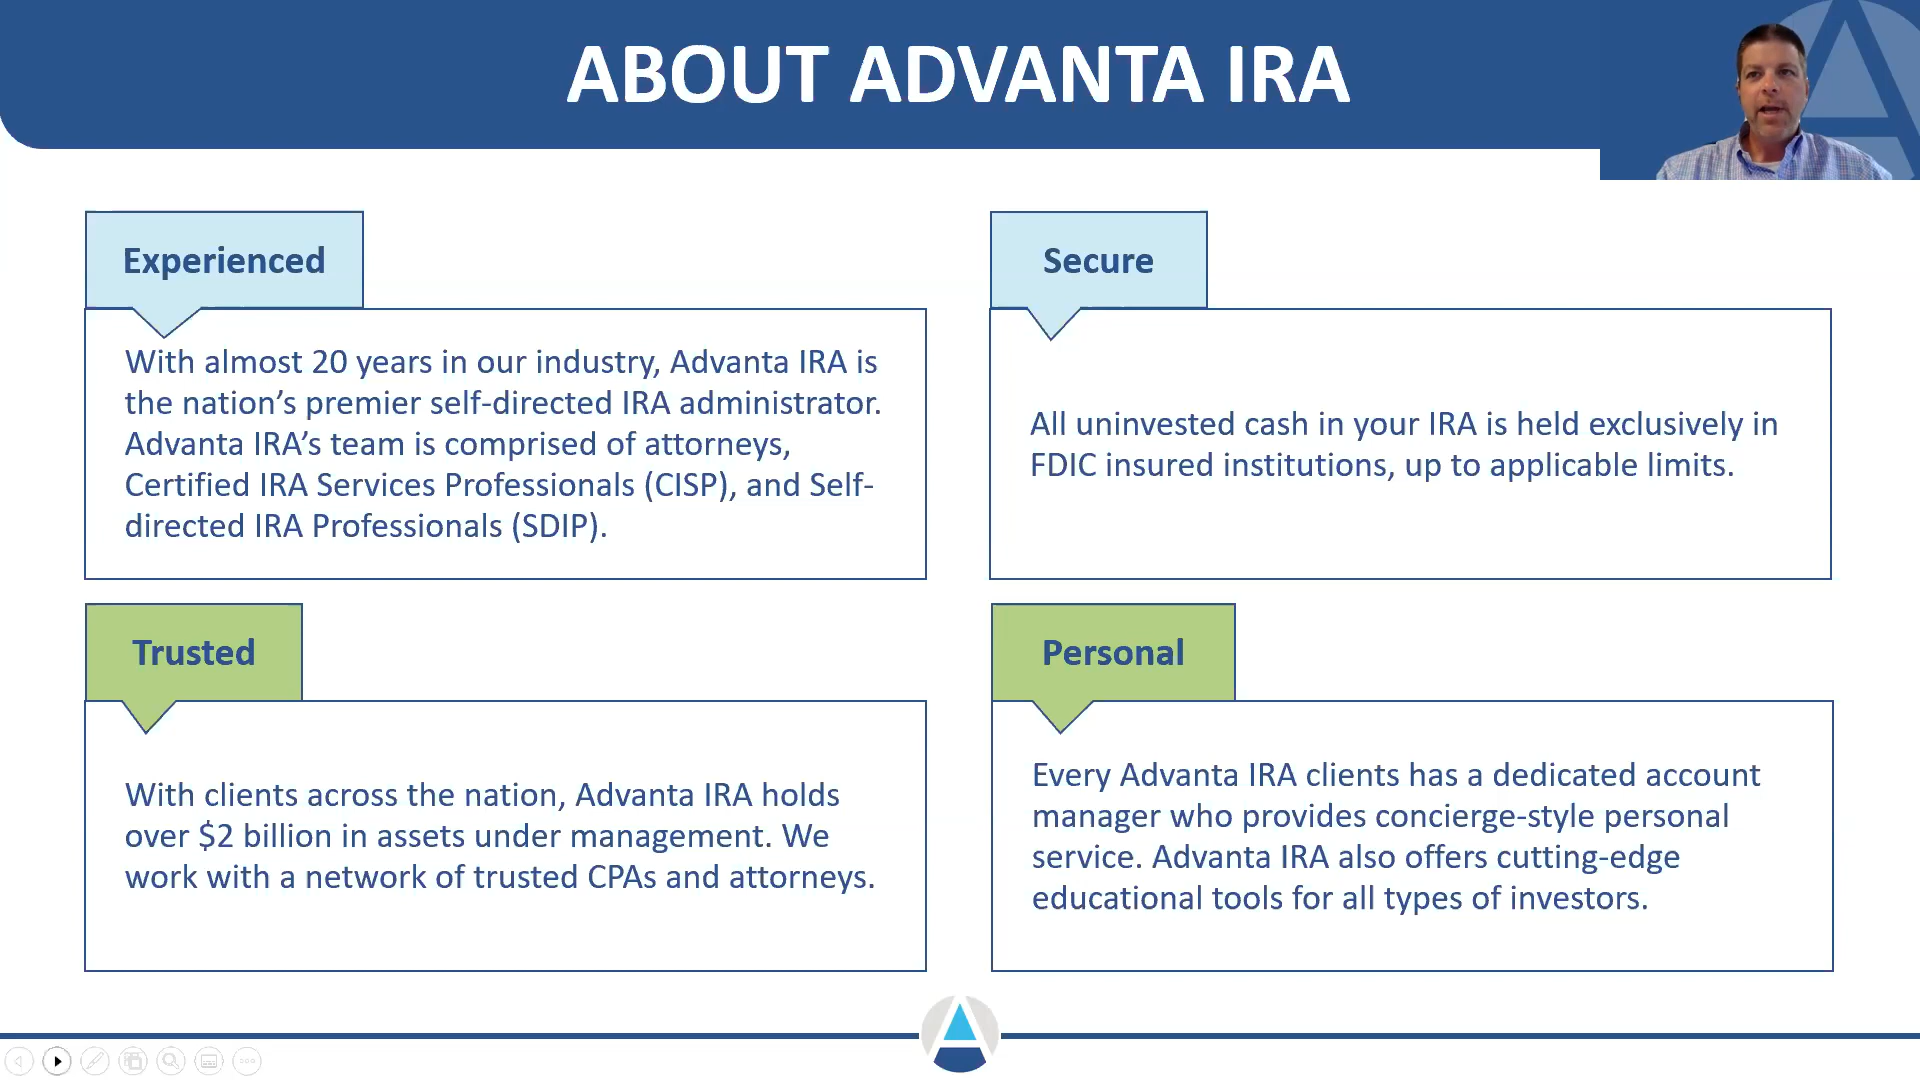 ABOUT ADVANTA IRA
Experienced
With almost 20 years in our industry, Advanta IRA is
the nation’s premier self-directed IRA administrator.
Advanta IRA’s team is comprised of attorneys,
Certified IRA Services Professionals (CISP), and Self-
directed IRA Professionals (SDIP).
Secure
All uninvested cash in your IRA is held exclusively in
FDIC insured institutions, up to applicable limits.
Trusted
With clients across the nation, Advanta IRA holds
over $2 billion in assets under management. We
work with a network of trusted CPAs and attorneys.
Personal
Every Advanta IRA clients has a dedicated account
manager who provides concierge-style personal
service. Advanta IRA also offers cutting-edge
educational tools for all types of investors.